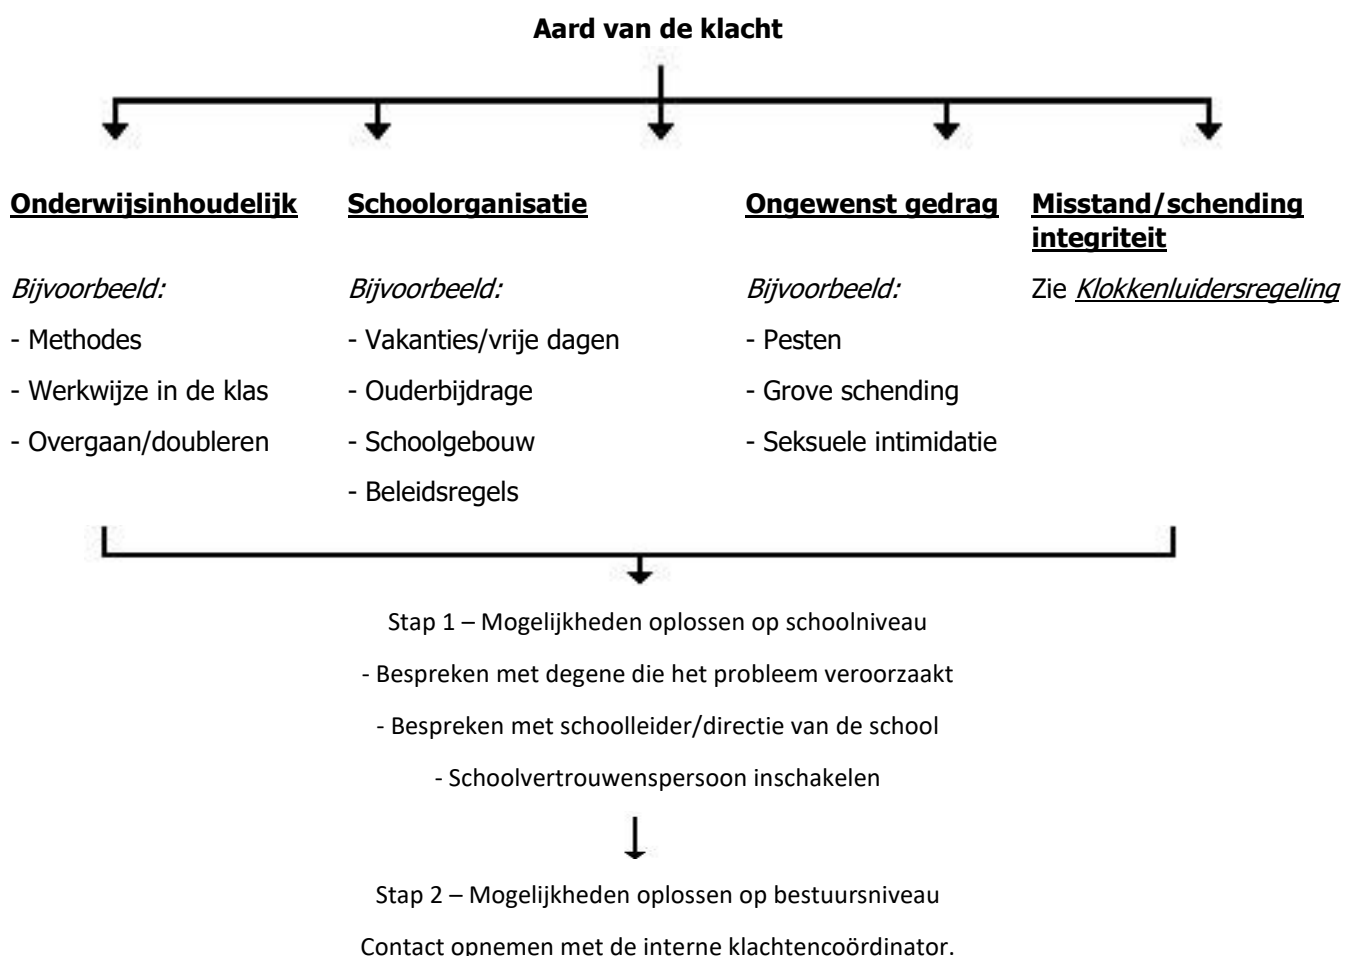 Aard van de klacht
Onderwijsinhoudelijk
Bijvoorbeeld:
- Methodes
- Werkwijze in de klas
- Overgaan/doubleren
Schoolorganisatie
Bijvoorbeeld:
- Vakanties/vrije dagen
- Ouderbijdrage
- Schoolgebouw
- Beleidsregels
Ongewenst gedrag
Bijvoorbeeld:
- Pesten
- Grove schending
- Seksuele intimidatie
Misstand/schending
integriteit
Zie Klokkenluidersregeling
Stap 1 – Mogelijkheden oplossen op schoolniveau
- Bespreken met degene die het probleem veroorzaakt
- Bespreken met schoolleider/directie van de school
- Schoolvertrouwenspersoon inschakelen
Stap 2 – Mogelijkheden oplossen op bestuursniveau
Contact opnemen met de interne klachtencoördinator.